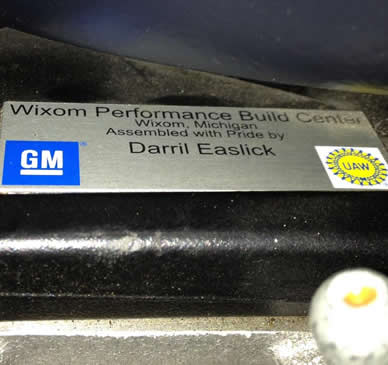 Wixom Performance Build Center
Wixom, Michigan
Assembled with Pride by:
Darril Easlick
GM
UAW